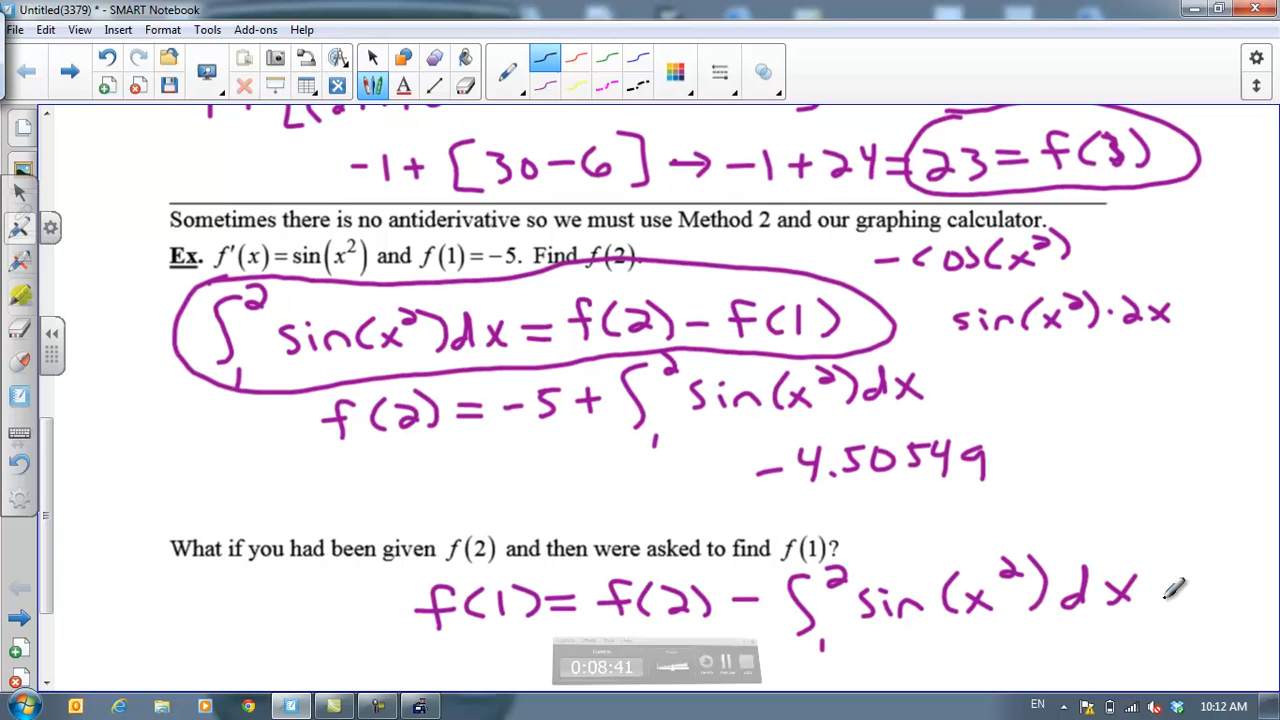 Untitled(3379) * - SMART Notebook
File Edit View Insert Format Tools Add-ons Help
-1 + [30 - 6] → -1 + 24 = 23 = f(3)
Sometimes there is no antiderivative so we must use Method 2 and our graphing calculator.
Ex. f′(x) = sin(x²) and f(1) = −5. Find f(2).
- cos(x²)
sin(x²) · 2x
∫₁² sin(x²)dx = f(2) - f(1)
f(2) = -5 + ∫₁² sin(x²)dx
-4.50549
What if you had been given f(2) and then were asked to find f(1)?
f(1) = f(2) - ∫₁² sin(x²)dx
0:08:41
EN
10:12 AM